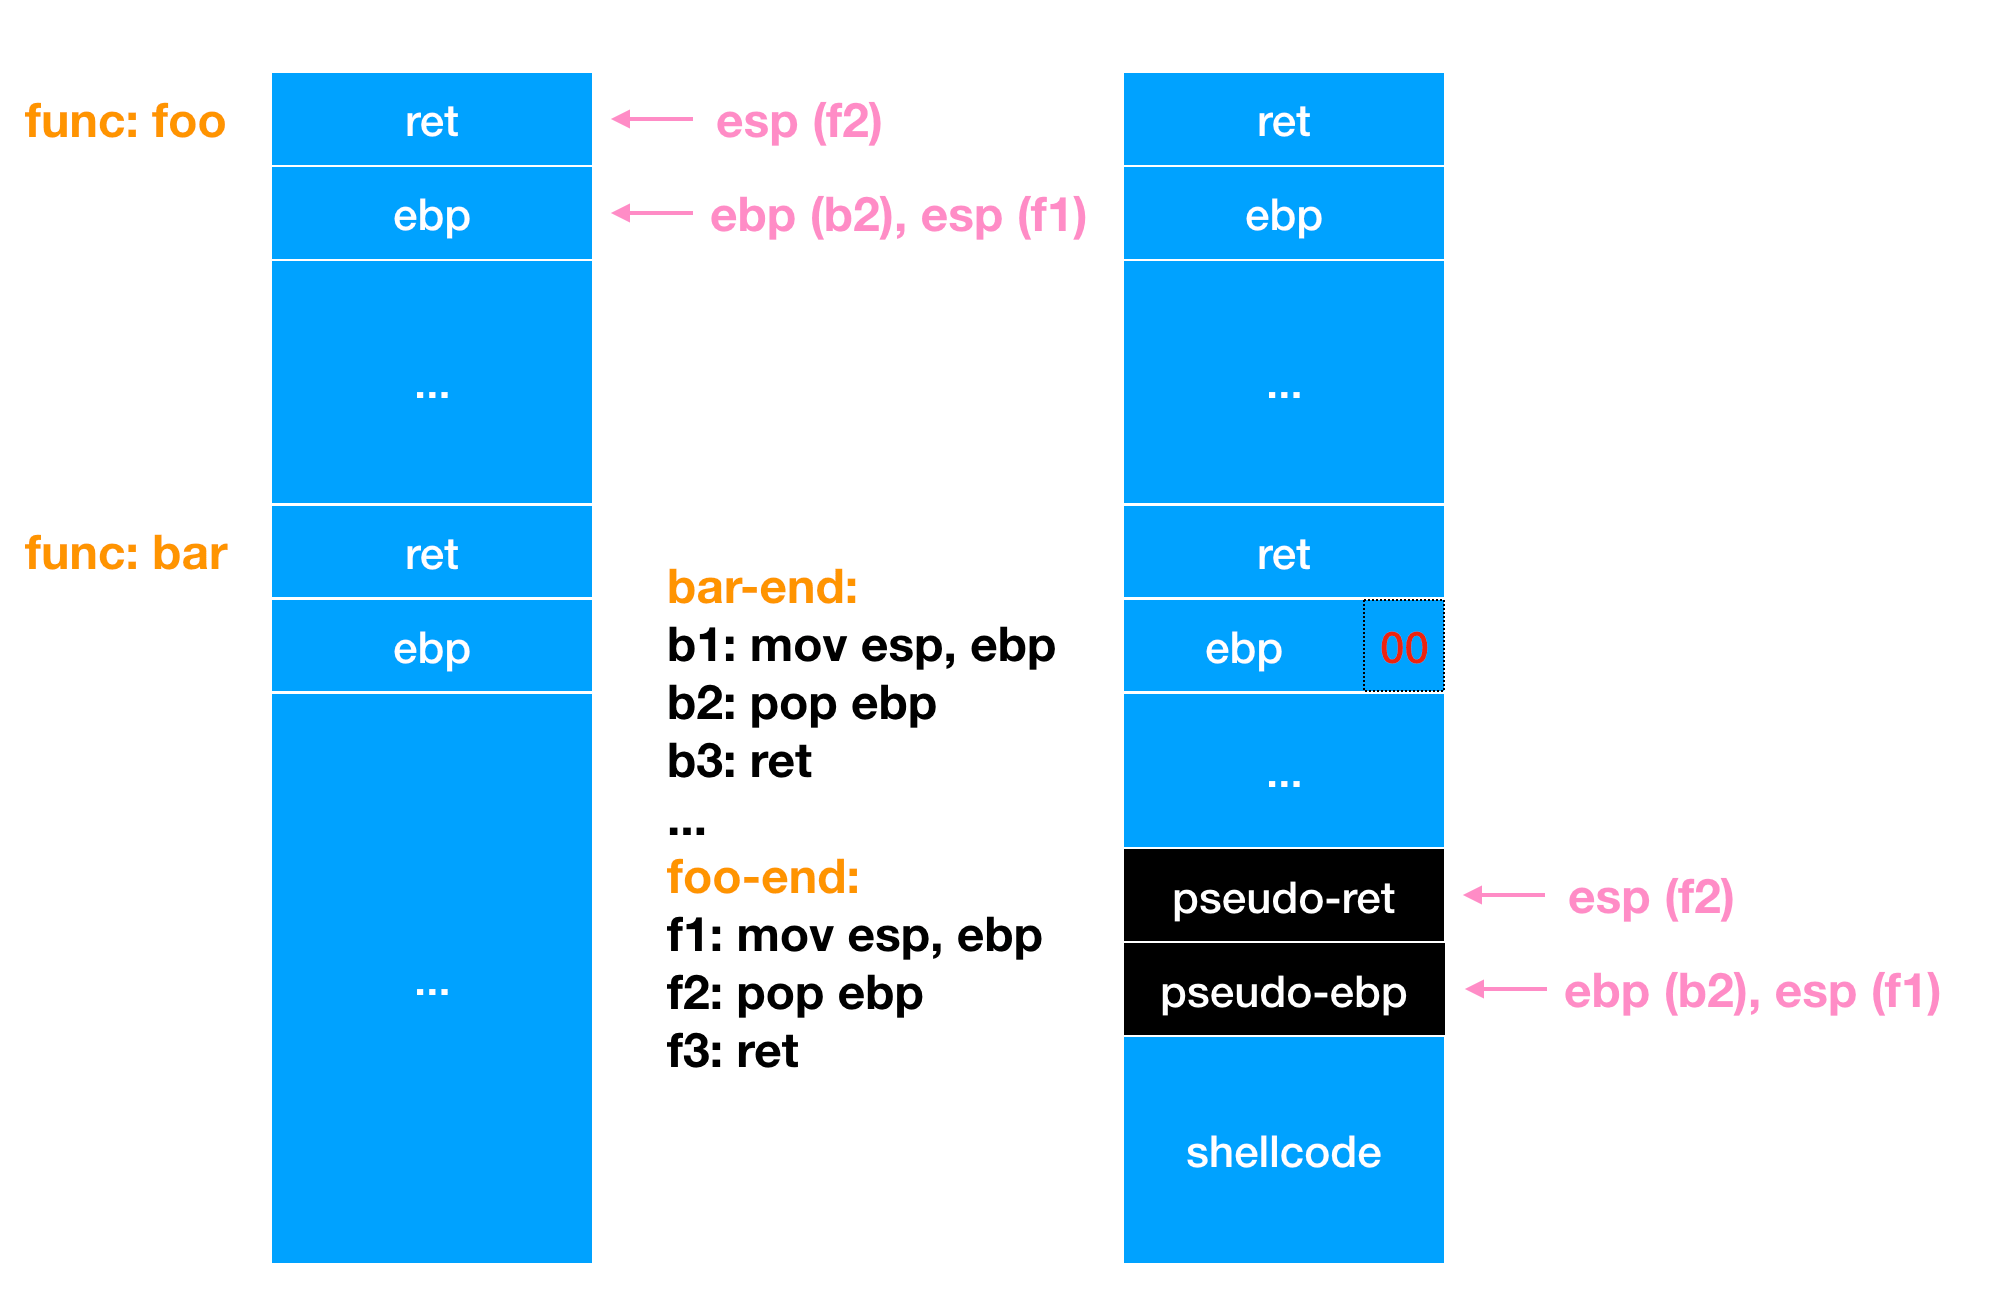 func: foo
ret
esp (f2)
ebp
ebp (b2), esp (f1)
...
func: bar
ret
ebp
...
bar-end:
b1: mov esp, ebp
b2: pop ebp
b3: ret
...
foo-end:
f1: mov esp, ebp
f2: pop ebp
f3: ret
ret
ebp
...
ret
ebp 00
...
pseudo-ret
esp (f2)
pseudo-ebp
ebp (b2), esp (f1)
shellcode